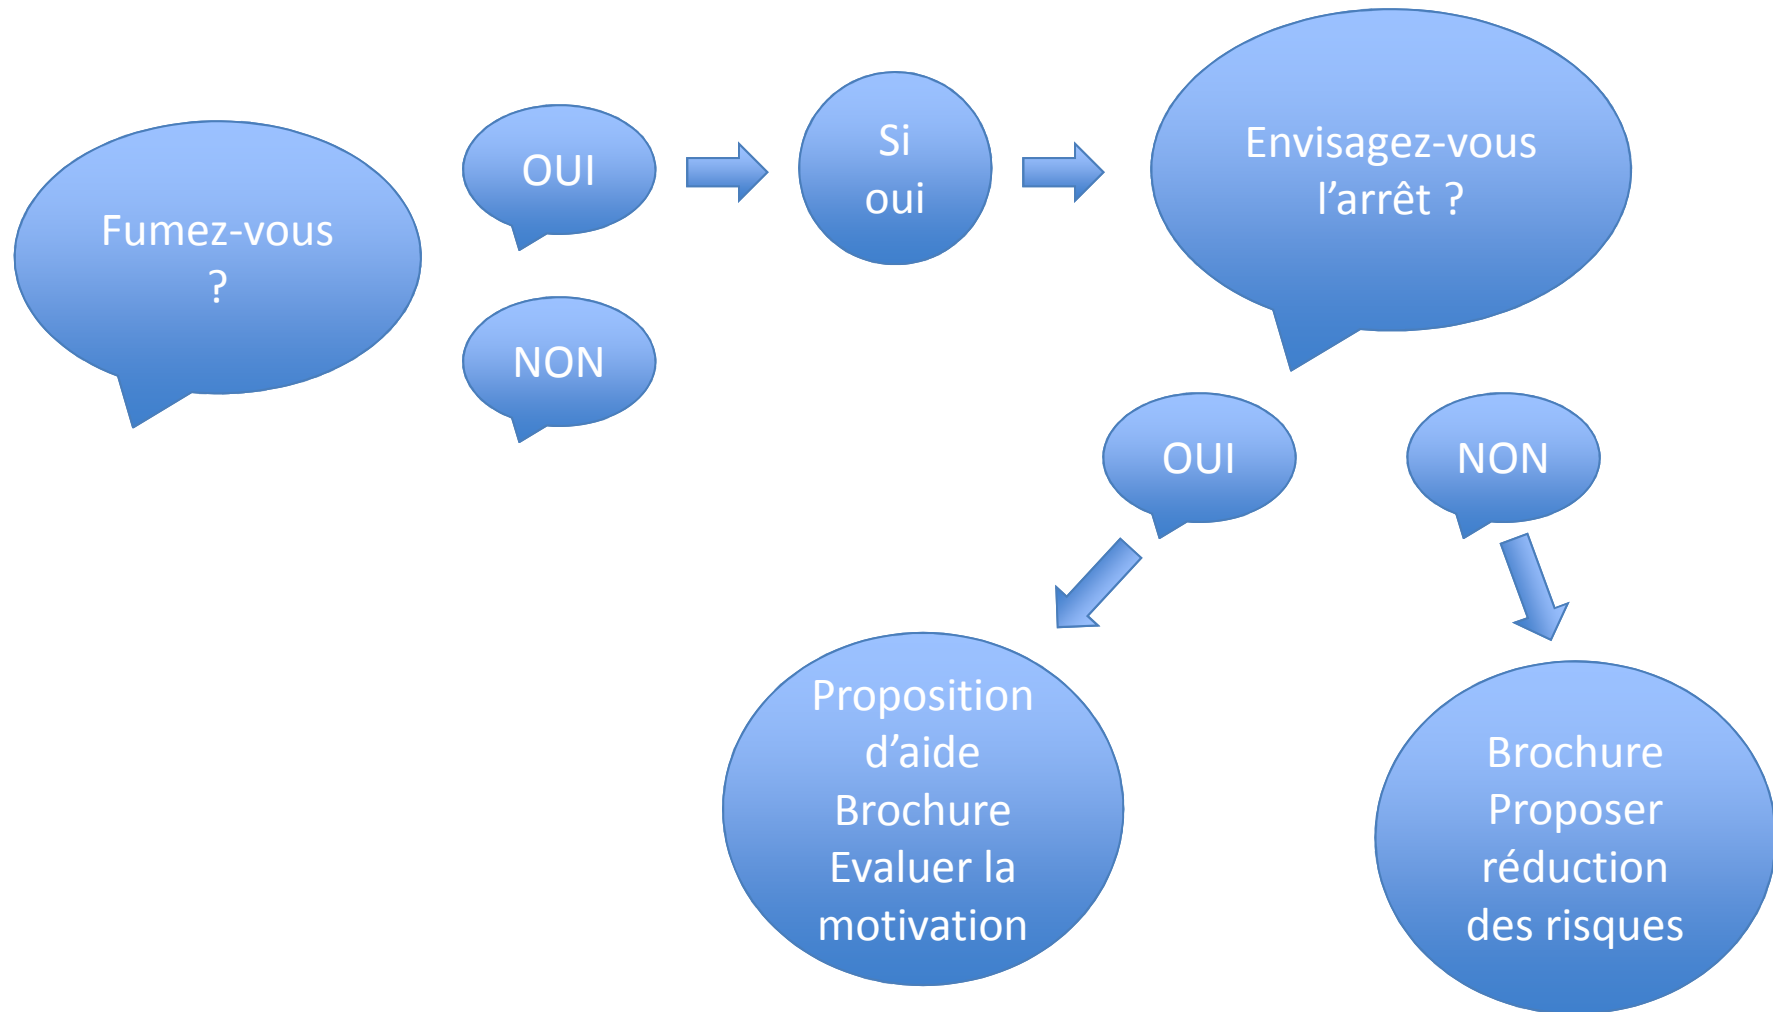 Fumez-vous
?
OUI
NON
Si
oui
Envisagez-vous
l’arrêt ?
OUI
NON
Proposition
d’aide
Brochure
Evaluer la
motivation
Brochure
Proposer
réduction
des risques